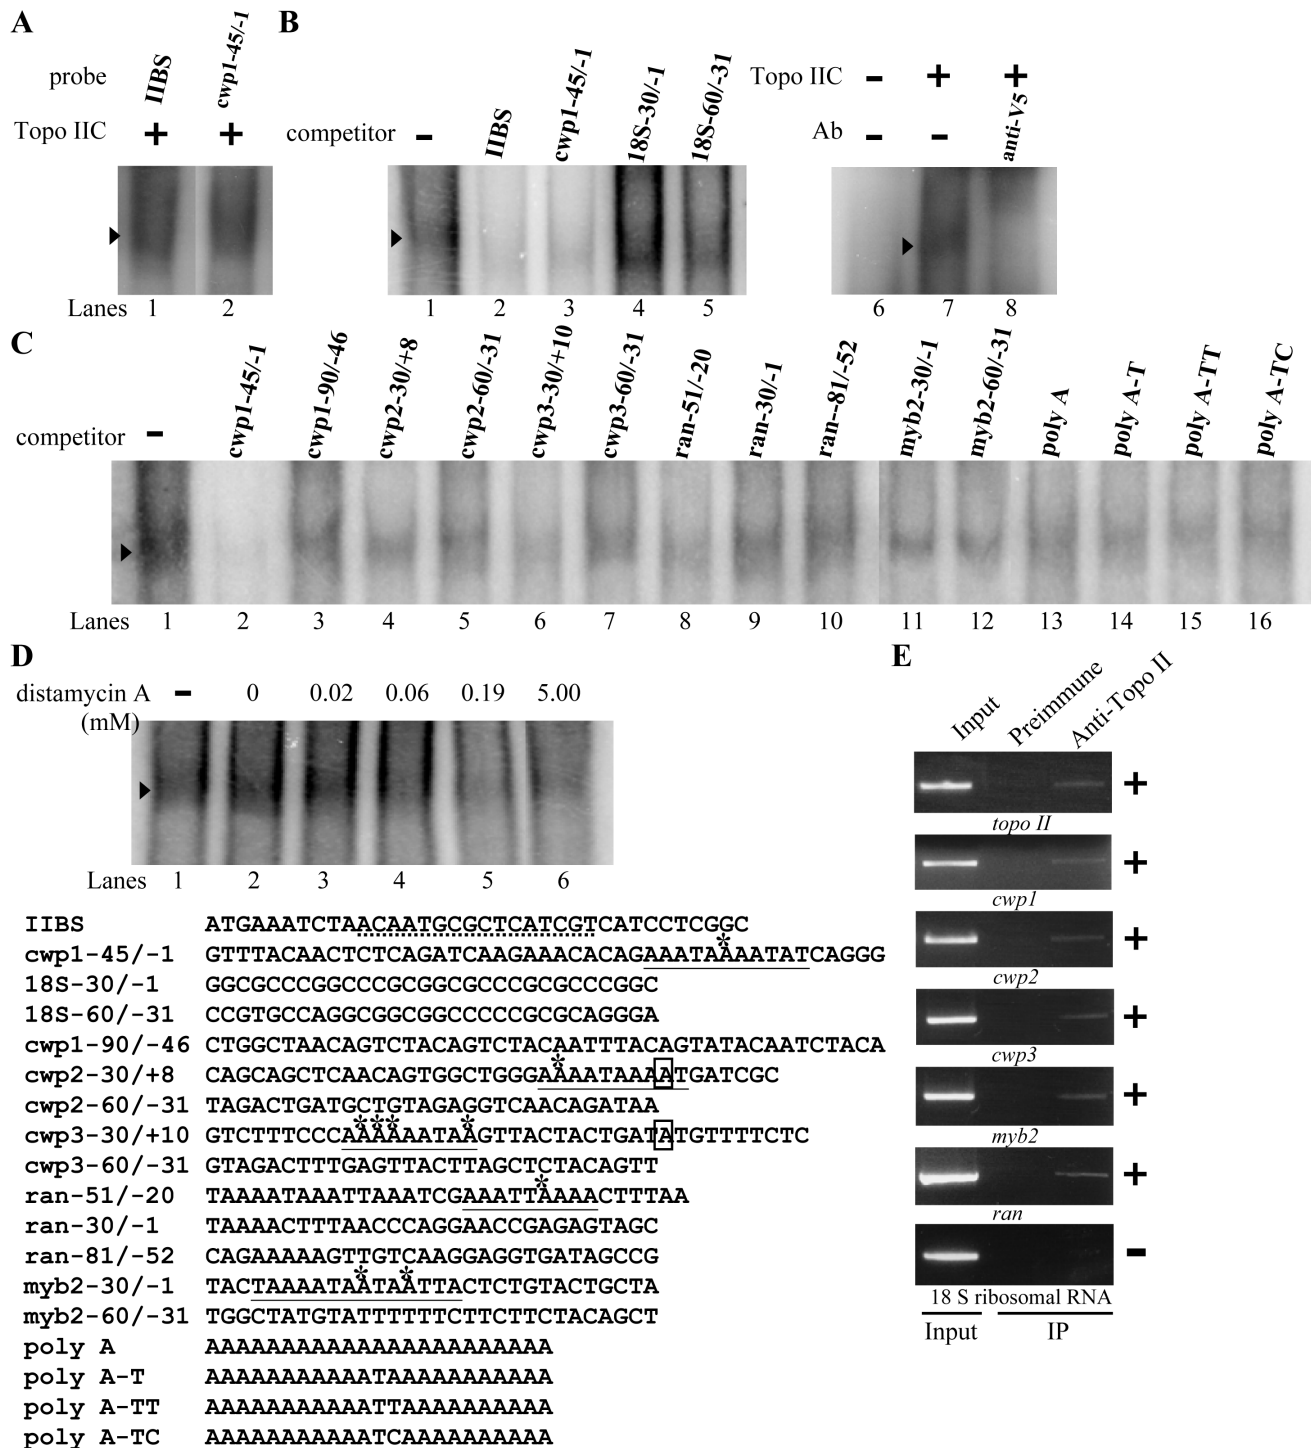 A
B
probe
IIBS
cwp1-45/-1
Topo IIC
+ +
competitor
-
IIBS
cwp1-45/-1
18S-30/-1
18S-60/-31
Topo IIC
- + +
Ab
- -
anti-V5
Lanes 1 2
1 2 3 4 5
6 7 8
C
competitor
-
cwp1-45/-1
cwp1-90/-46
cwp2-30/+8
cwp2-60/-31
cwp3-30/+10
cwp3-60/-31
ran-51/-20
ran-30/-1
ran--81/-52
myb2-30/-1
myb2-60/-31
poly A
poly A-T
poly A-TT
poly A-TC
Lanes 1 2 3 4 5 6 7 8 9 10 11 12 13 14 15 16
D
distamycin A - 0 0.02 0.06 0.19 5.00
(mM)
Lanes 1 2 3 4 5 6
IIBS ATGAAATCTAACAATGCGCTCATCGTCATCCTCGGC
*
cwp1-45/-1 GTTTACAACTCTCAGATCAAGAAACACAGAAATAAAATATCAGGG
18S-30/-1 GGCGCCCGGCCCGCGGCGCCCGCGCCCGGC
18S-60/-31 CCGTGCCAGGCGGCGGCCCCCGCGCAGGGA
cwp1-90/-46 CTGGCTAACAGTCTACAGTCTACAATTTACAGTATACAATCTACA
*
cwp2-30/+8 CAGCAGCTCAACAGTGGCTGGGAAAATAAAATGATCGC
cwp2-60/-31 TAGACTGATGCTGTAGAGGTCAACAGATAA
*** *
cwp3-30/+10 GTCTTTCCCAAAAAATAAGTTACTACTGATATGTTTTCTC
cwp3-60/-31 GTAGACTTTGAGTTACTTAGCTCTACAGTT
*
ran-51/-20 TAAAATAAATTAAATCGAAATTAAAACTTTAA
ran-30/-1 TAAAACTTTAACCCAGGAACCGAGAGTAGC
ran-81/-52 CAGAAAAAGTTGTCAAGGAGGTGATAGCCG
* *
myb2-30/-1 TACTAAAATAATAATTACTCTGTACTGCTA
myb2-60/-31 TGGCTATGTATTTTTTCTTCTTCTACAGCT
poly A AAAAAAAAAAAAAAAAAAAAAAA
poly A-T AAAAAAAAAAATAAAAAAAAAAA
poly A-TT AAAAAAAAAAATTAAAAAAAAAA
poly A-TC AAAAAAAAAAATCAAAAAAAAAA
E
Input
Preimmune
Anti-Topo II
+
topo II
+
cwp1
+
cwp2
+
cwp3
+
myb2
+
ran
-
18 S ribosomal RNA
Input IP